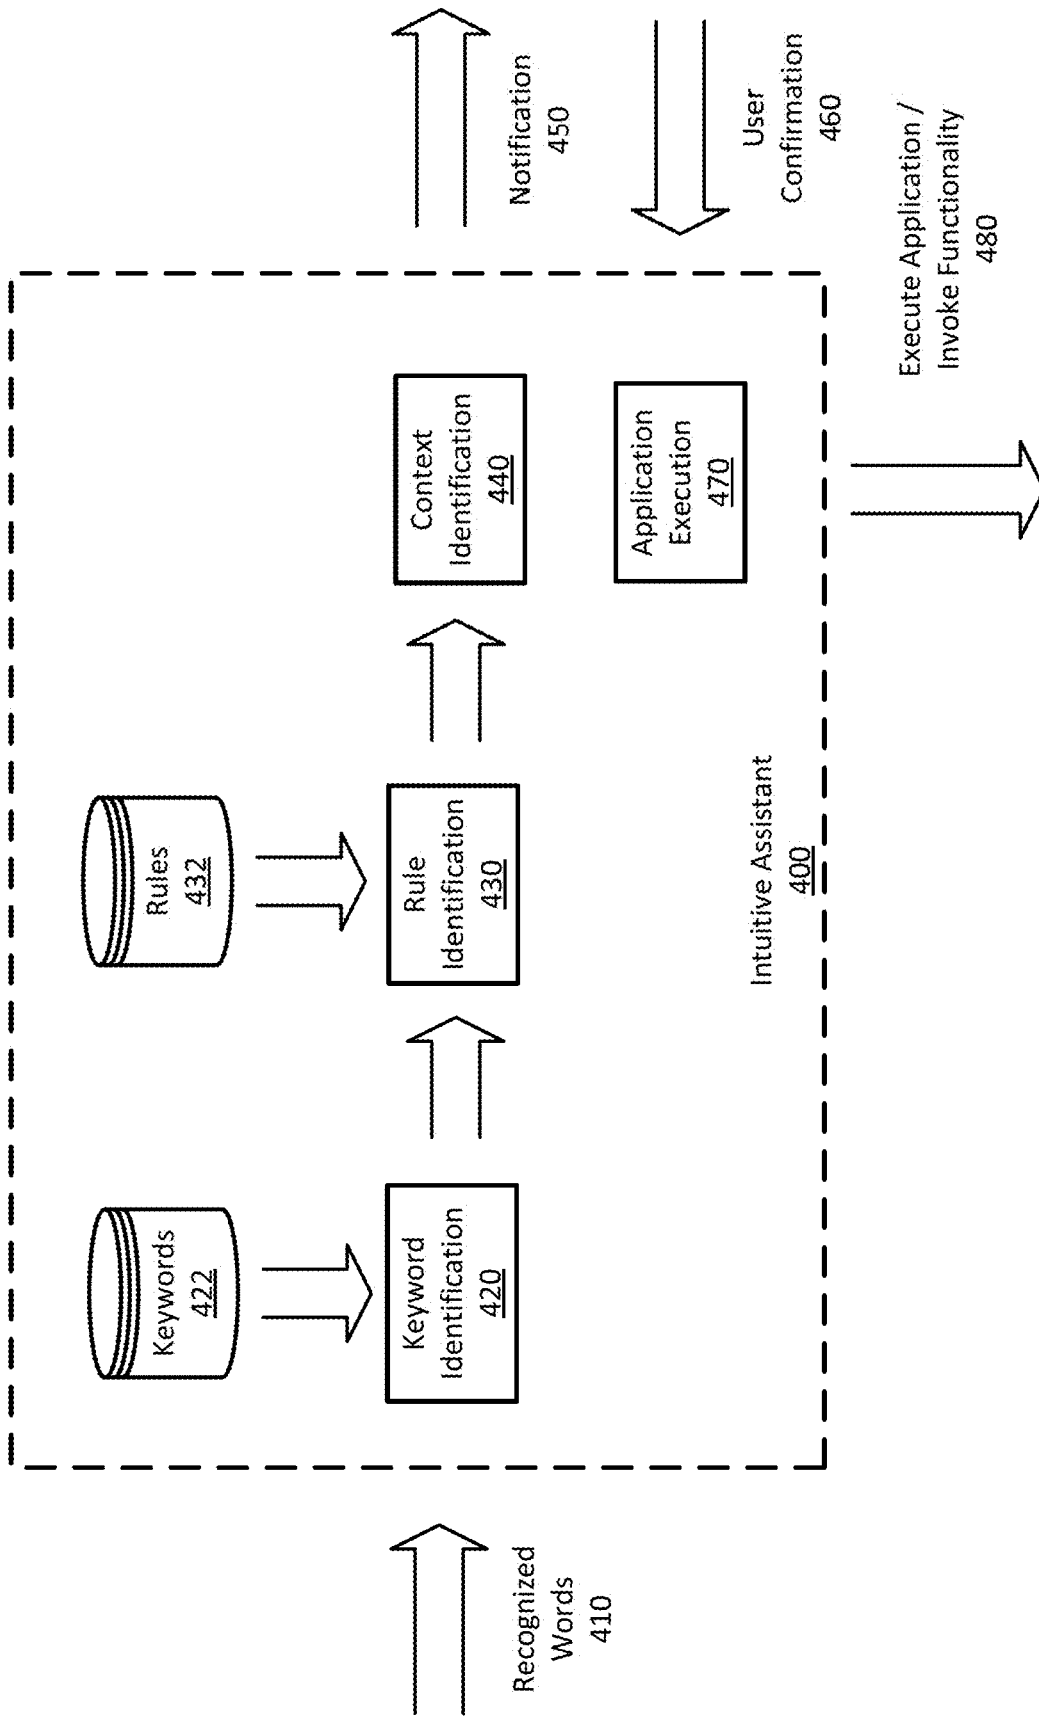 Keywords
422
Rules
432
Recognized
Words
410
Keyword
Identification
420
Rule
Identification
430
Context
Identification
440
Notification
450
Application
Execution
470
User
Confirmation
460
Intuitive Assistant
400
Execute Application /
Invoke Functionality
480